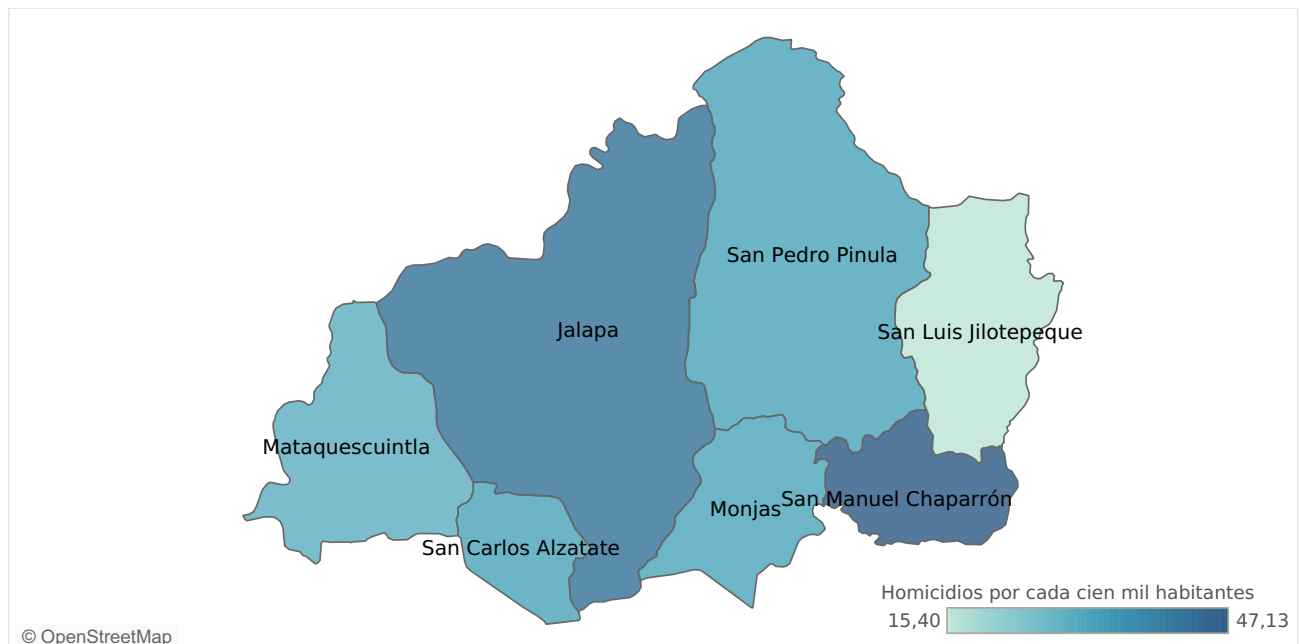 San Pedro Pinula
Jalapa
San Luis Jilotepeque
Mataquescuintla
San Manuel Chaparrón
Monjas
San Carlos Alzatate
Homicidios por cada cien mil habitantes
15,40 47,13
© OpenStreetMap